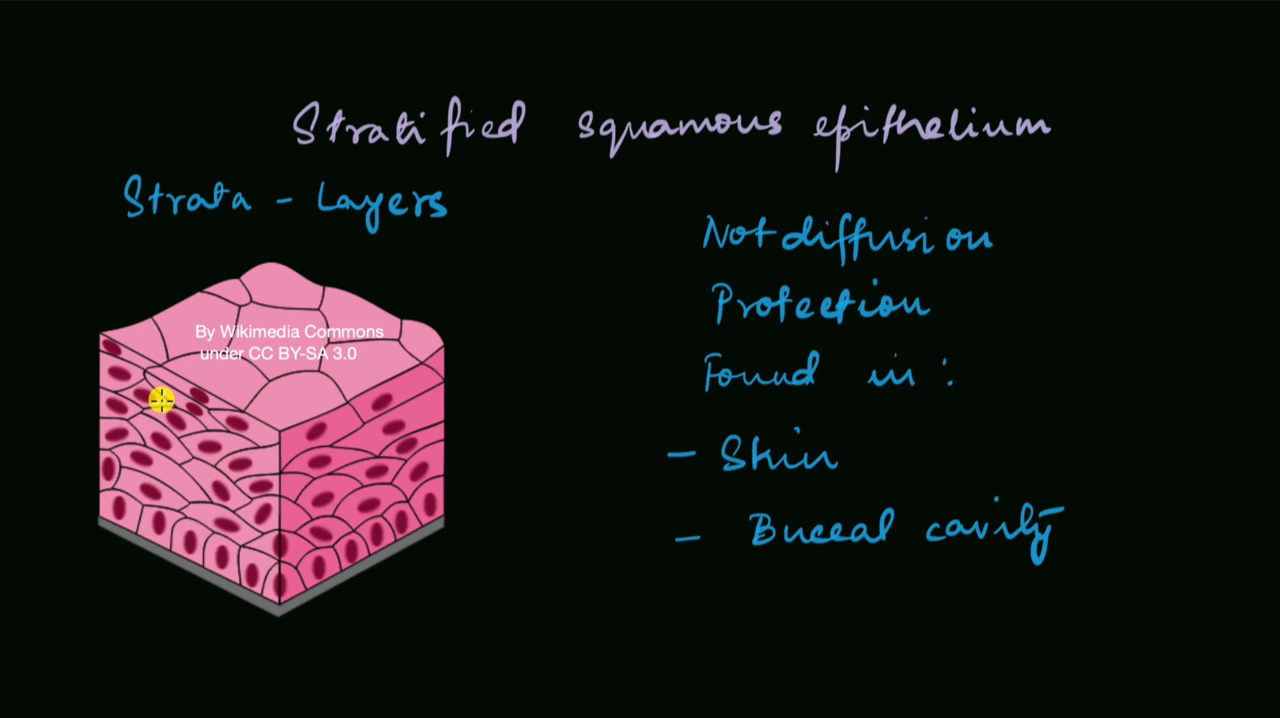 Stratified squamous epithelium
Strata - Layers
Not diffusion
Protection
Found in :
- Skin
- Buccal cavity
By Wikimedia Commons
under CC BY-SA 3.0